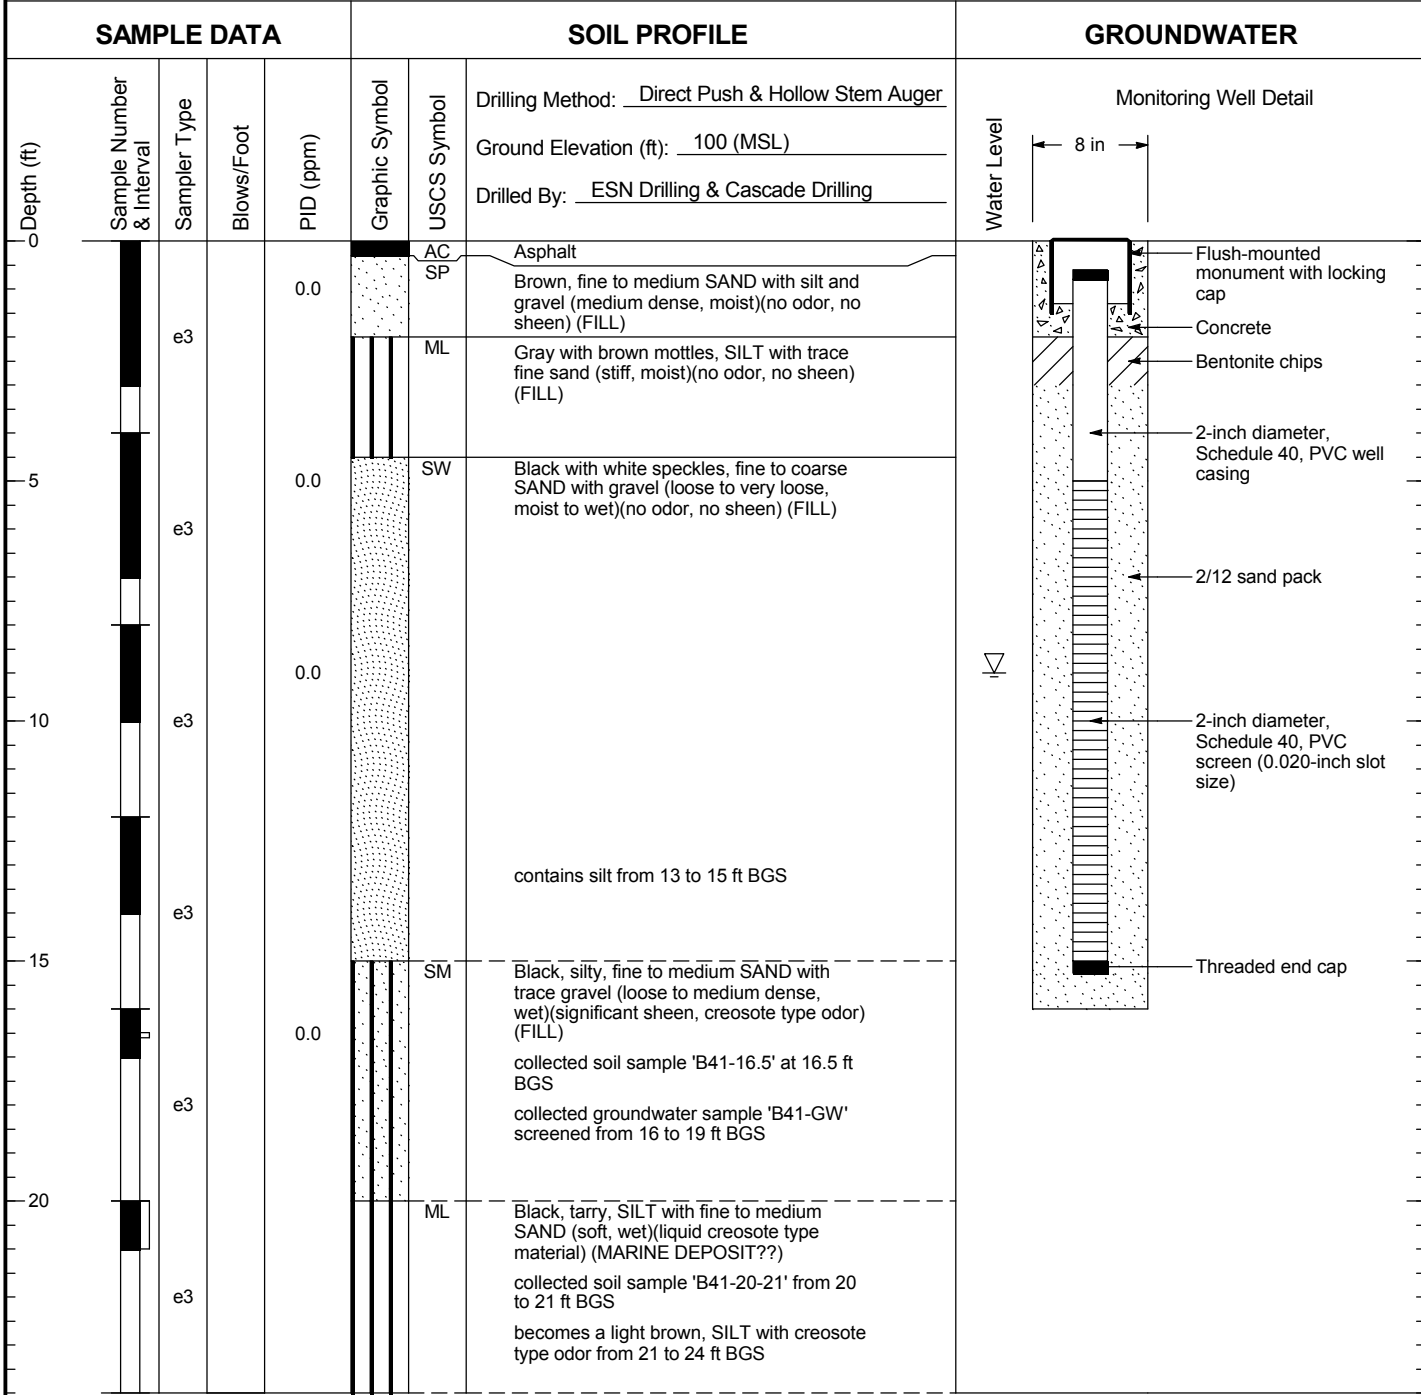 SAMPLE DATA
SOIL PROFILE
GROUNDWATER
Depth (ft)
Sample Number
& Interval
Sampler Type
Blows/Foot
PID (ppm)
Graphic Symbol
USCS Symbol
Drilling Method: Direct Push & Hollow Stem Auger
Ground Elevation (ft): 100 (MSL)
Drilled By: ESN Drilling & Cascade Drilling
Water Level
Monitoring Well Detail
8 in
0
AC
Asphalt
SP
0.0
Brown, fine to medium SAND with silt and
gravel (medium dense, moist)(no odor, no
sheen) (FILL)
e3
ML
Gray with brown mottles, SILT with trace
fine sand (stiff, moist)(no odor, no sheen)
(FILL)
SW
Black with white speckles, fine to coarse
SAND with gravel (loose to very loose,
moist to wet)(no odor, no sheen) (FILL)
5
0.0
e3
0.0
10
e3
contains silt from 13 to 15 ft BGS
e3
15
SM
Black, silty, fine to medium SAND with
trace gravel (loose to medium dense,
wet)(significant sheen, creosote type odor)
(FILL)
0.0
collected soil sample 'B41-16.5' at 16.5 ft
BGS
e3
collected groundwater sample 'B41-GW'
screened from 16 to 19 ft BGS
20
ML
Black, tarry, SILT with fine to medium
SAND (soft, wet)(liquid creosote type
material) (MARINE DEPOSIT??)
collected soil sample 'B41-20-21' from 20
to 21 ft BGS
e3
becomes a light brown, SILT with creosote
type odor from 21 to 24 ft BGS
Flush-mounted
monument with locking
cap
Concrete
Bentonite chips
2-inch diameter,
Schedule 40, PVC well
casing
2/12 sand pack
2-inch diameter,
Schedule 40, PVC
screen (0.020-inch slot
size)
Threaded end cap